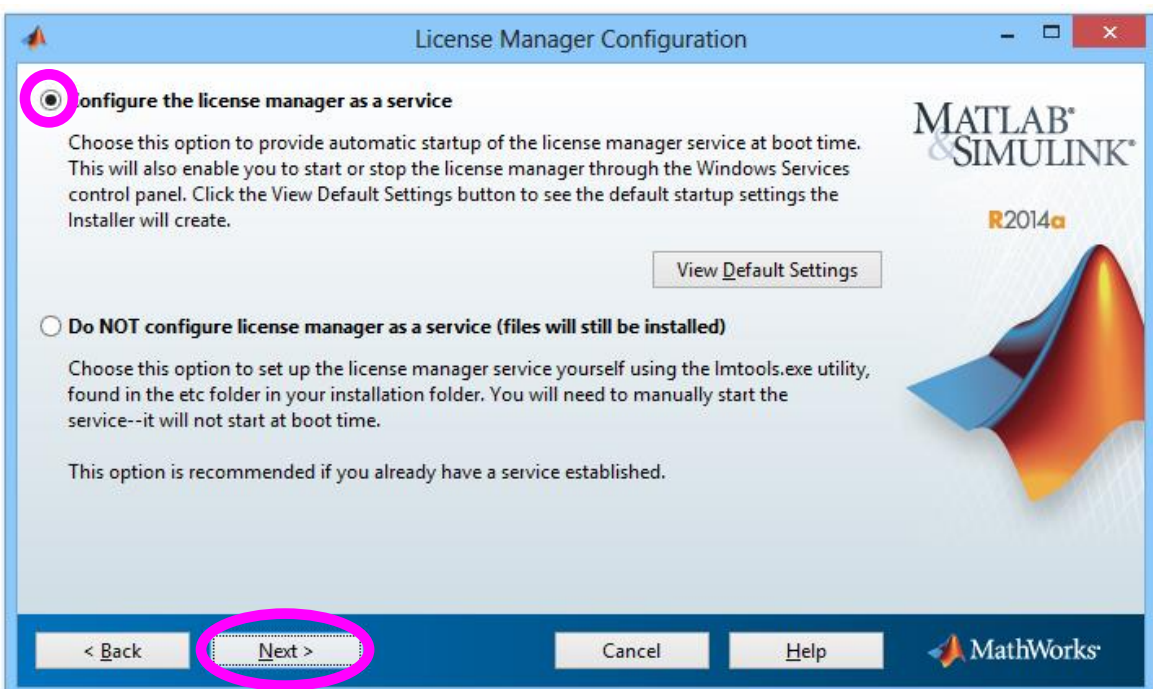 License Manager Configuration
Configure the license manager as a service
Choose this option to provide automatic startup of the license manager service at boot time.
This will also enable you to start or stop the license manager through the Windows Services
control panel. Click the View Default Settings button to see the default startup settings the
Installer will create.
View Default Settings
Do NOT configure license manager as a service (files will still be installed)
Choose this option to set up the license manager service yourself using the lmtools.exe utility,
found in the etc folder in your installation folder. You will need to manually start the
service--it will not start at boot time.
This option is recommended if you already have a service established.
MATLAB®
&SIMULINK®
R2014a
< Back
Next >
Cancel
Help
MathWorks®